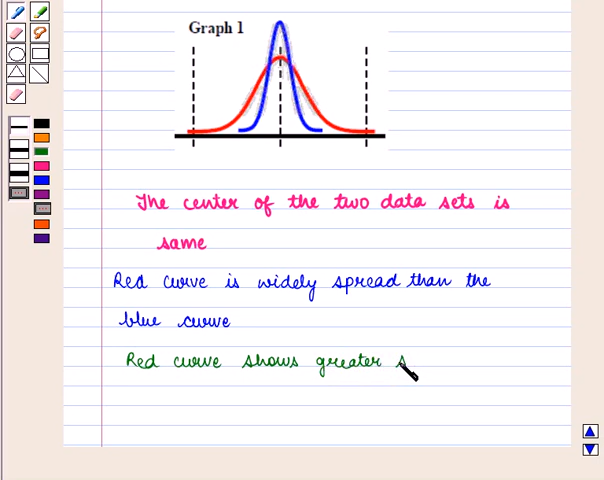 Graph 1
The center of the two data sets is
same
Red curve is widely spread than the
blue curve
Red curve shows greater s